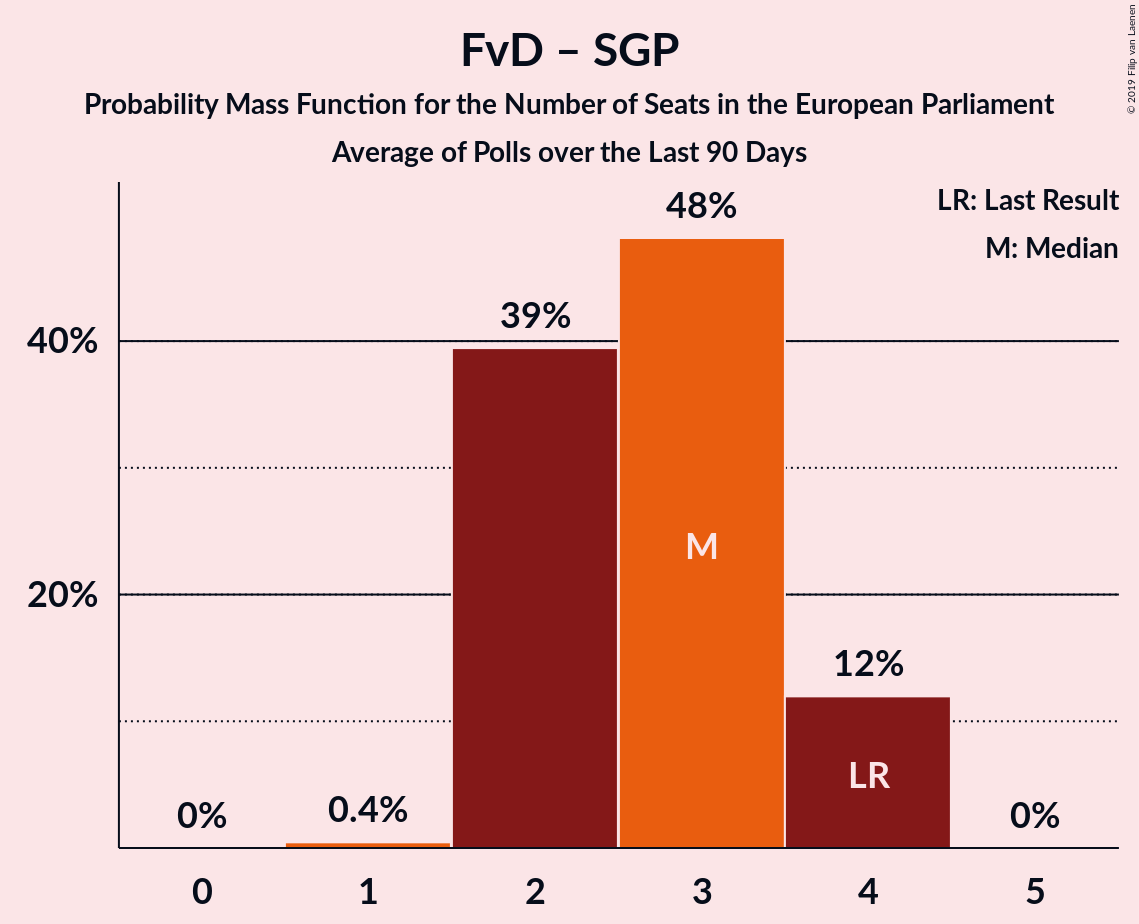 FvD – SGP
Probability Mass Function for the Number of Seats in the European Parliament
Average of Polls over the Last 90 Days
© 2019 Filip van Laenen
LR: Last Result
M: Median
48%
39%
40%
M
20%
12%
LR
0%
0.4%
0%
0 1 2 3 4 5